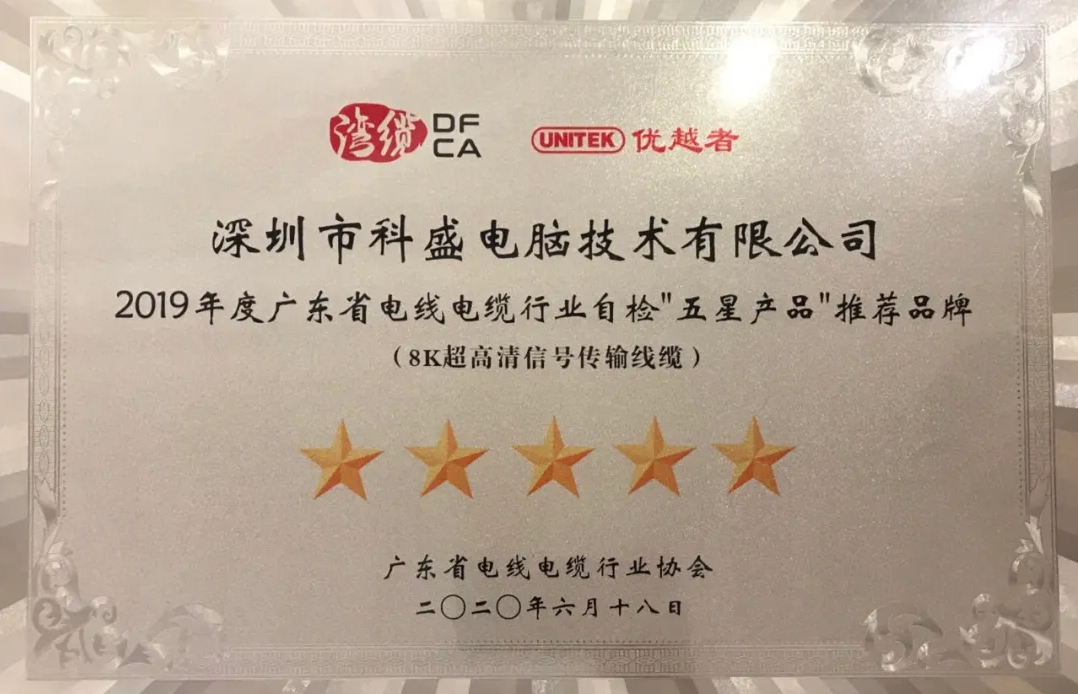 湾缆 DFCA UNITEK 优越者
深圳市科盛电脑技术有限公司
2019年度广东省电线电缆行业自检"五星产品"推荐品牌
（8K超高清信号传输线缆）
广东省电线电缆行业协会
二〇二〇年六月十八日